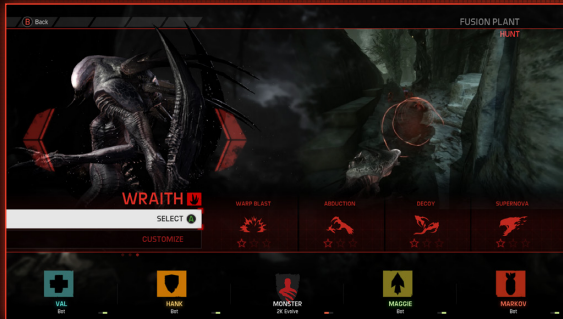 B Back
FUSION PLANT
HUNT
WRAITH
SELECT A
CUSTOMIZE
WARP BLAST
ABDUCTION
DECOY
SUPERNOVA
VAL
Bot
HANK
Bot
MONSTER
2K Evolve
MAGGIE
Bot
MARKOV
Bot